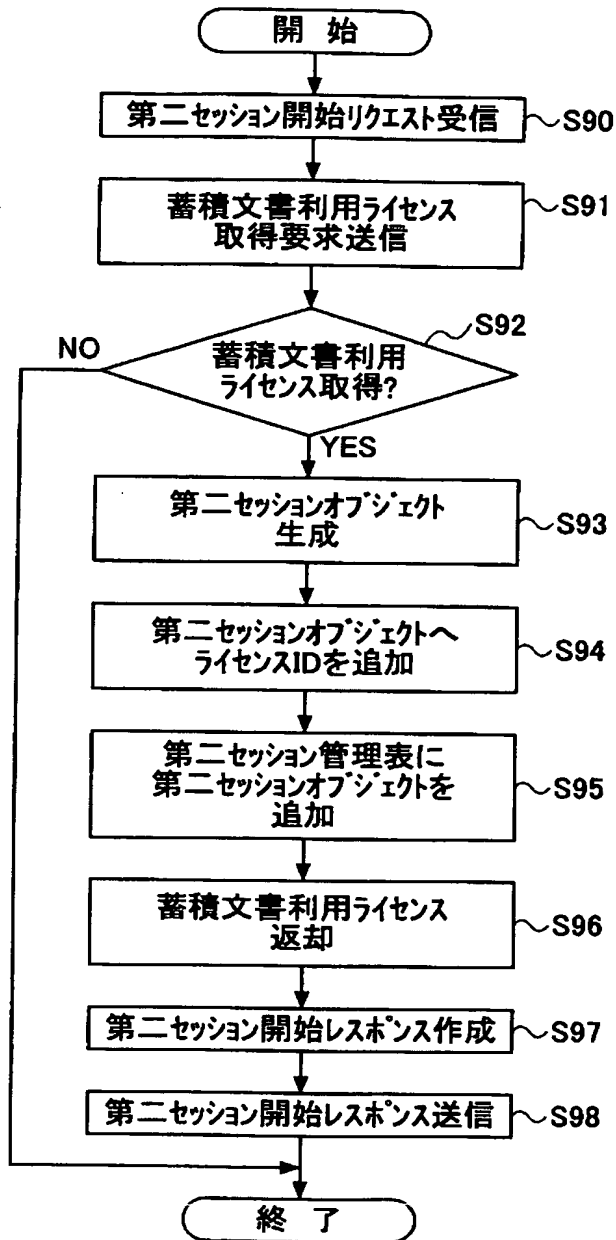 開 始
第二セッション開始リクエスト受信
S90
蓄積文書利用ライセンス
取得要求送信
S91
蓄積文書利用
ライセンス取得?
S92
NO
YES
第二セッションオブジェクト
生成
S93
第二セッションオブジェクトへ
ライセンスIDを追加
S94
第二セッション管理表に
第二セッションオブジェクトを
追加
S95
蓄積文書利用ライセンス
返却
S96
第二セッション開始レスポンス作成
S97
第二セッション開始レスポンス送信
S98
終 了